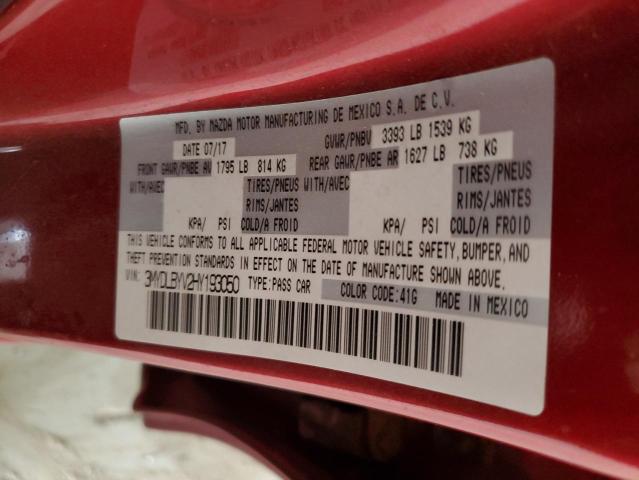 MFD. BY MAZDA MOTOR MANUFACTURING DE MEXICO S.A. DE C.V.
DATE 07/17 GVWR/PNBV 3393 LB 1539 KG
FRONT GAWR/PNBE AV 1795 LB 814 KG REAR GAWR/PNBE AR 1627 LB 738 KG
WITH/AVEC TIRES/PNEUS WITH/AVEC TIRES/PNEUS
RIMS/JANTES RIMS/JANTES
KPA/ PSI COLD/A FROID KPA/ PSI COLD/A FROID
THIS VEHICLE CONFORMS TO ALL APPLICABLE FEDERAL MOTOR VEHICLE SAFETY, BUMPER, AND
THEFT PREVENTION STANDARDS IN EFFECT ON THE DATE OF MANUFACTURE SHOWN ABOVE.
VIN: 3MYDLBYV2HY193050 TYPE: PASS CAR COLOR CODE: 41G MADE IN MEXICO